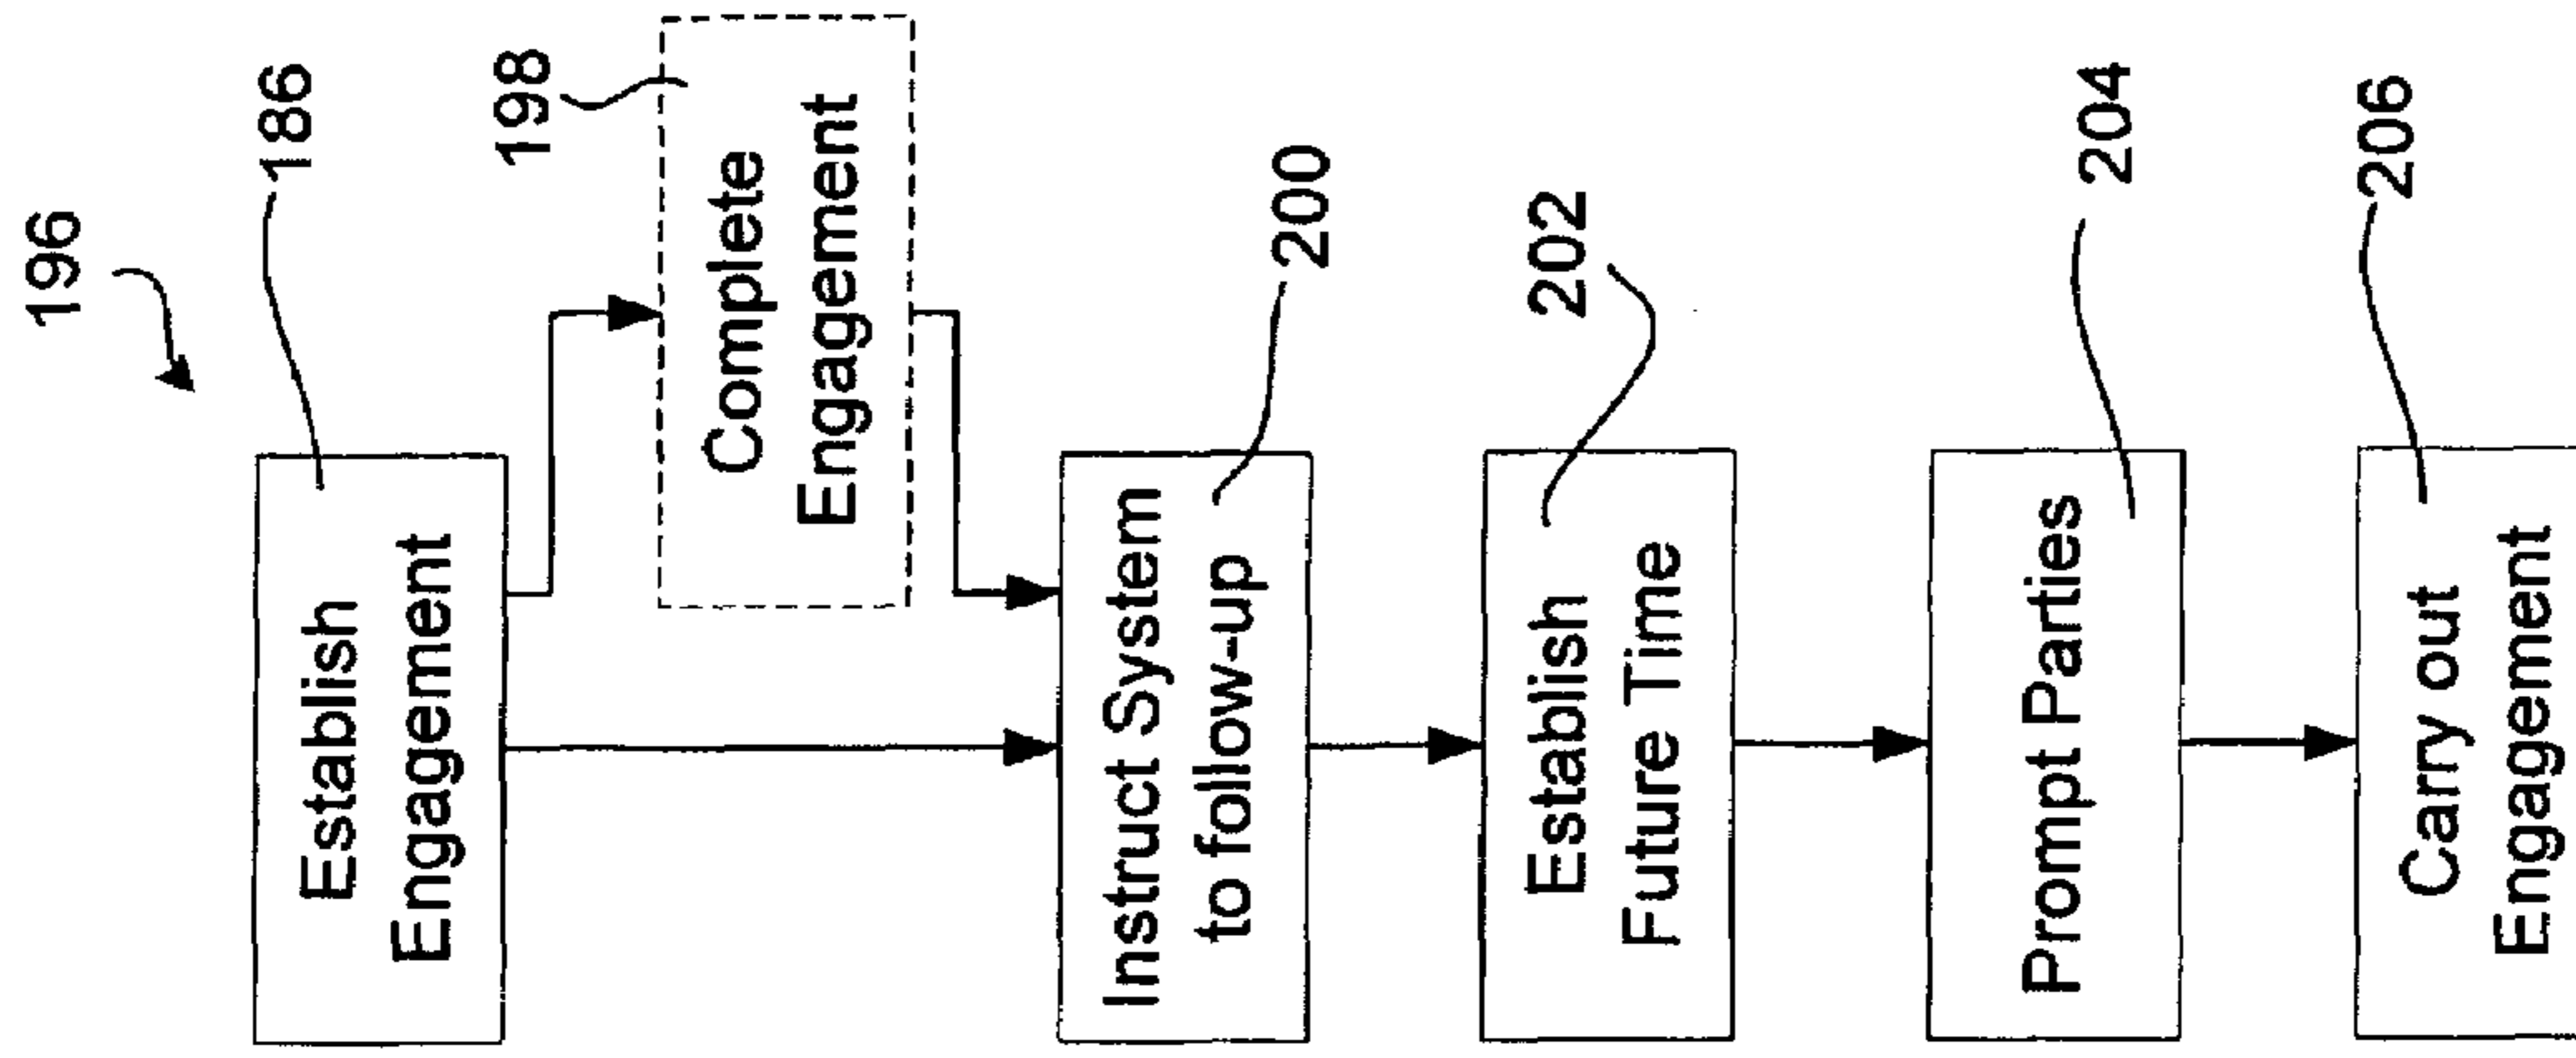 196
Establish
Engagement
186
Complete
Engagement
198
Instruct System
to follow-up
200
Establish
Future Time
202
Prompt Parties
204
Carry out
Engagement
206